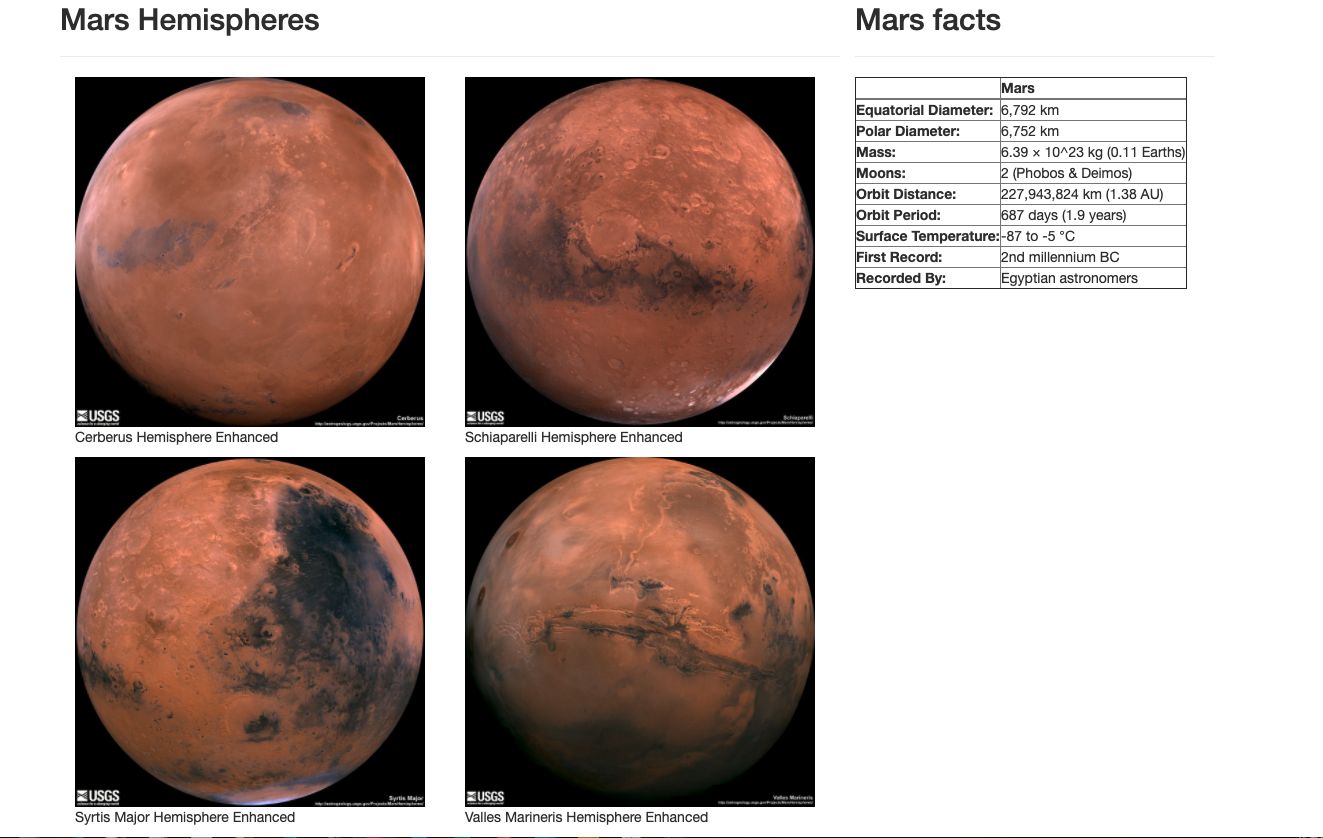 Mars Hemispheres
Mars facts
USGS
Cerberus
Cerberus Hemisphere Enhanced
USGS
Schiaparelli
Schiaparelli Hemisphere Enhanced
USGS
Syrtis Major
Syrtis Major Hemisphere Enhanced
USGS
Valles Marineris
Valles Marineris Hemisphere Enhanced
Mars
Equatorial Diameter: 6,792 km
Polar Diameter: 6,752 km
Mass: 6.39 × 10^23 kg (0.11 Earths)
Moons: 2 (Phobos & Deimos)
Orbit Distance: 227,943,824 km (1.38 AU)
Orbit Period: 687 days (1.9 years)
Surface Temperature: -87 to -5 °C
First Record: 2nd millennium BC
Recorded By: Egyptian astronomers